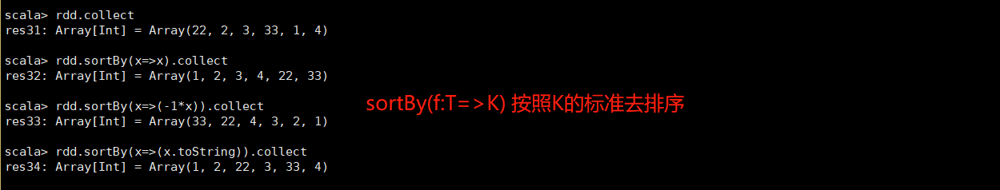 scala> rdd.collect
res31: Array[Int] = Array(22, 2, 3, 33, 1, 4)
scala> rdd.sortBy(x=>x).collect
res32: Array[Int] = Array(1, 2, 3, 4, 22, 33)
scala> rdd.sortBy(x=>(-1*x)).collect
res33: Array[Int] = Array(33, 22, 4, 3, 2, 1)
sortBy(f:T=>K) 按照K的标准去排序
scala> rdd.sortBy(x=>(x.toString)).collect
res34: Array[Int] = Array(1, 2, 22, 3, 33, 4)